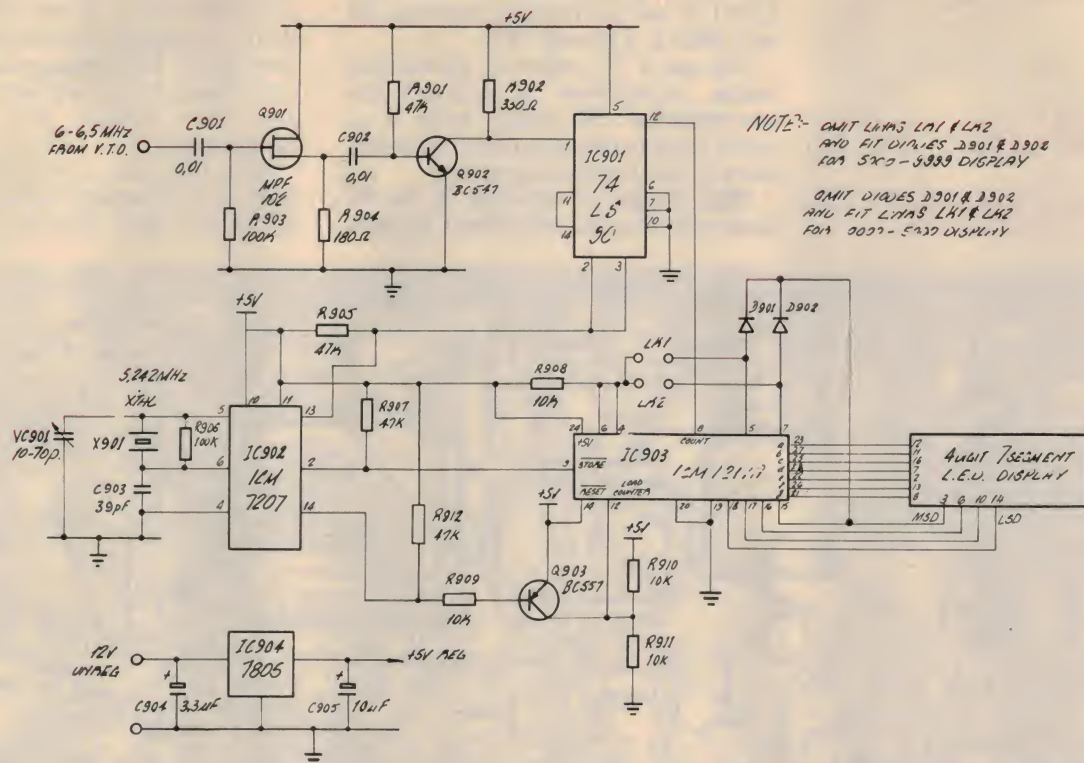 +5V
R901
47K
R902
330Ω
6-6,5MHz
FROM V.T.O.
C901
0,01
Q901
MPF
C902
0,01
Q902
BC547
R903
100K
R904
180Ω
5
12
1
IC901
74
LS
11
14
6
7
10
2
3
NOTE:- OMIT LINKS LK1 & LK2
AND FIT DIODES D901 & D902
FOR DISPLAY
OMIT DIODES D901 & D902
AND FIT LINKS LK1 & LK2
FOR DISPLAY
+5V
R905
47K
D901
D902
LK1
LK2
R908
10K
5,242MHz
XTAL
VC901
10-70p.
X901
R906
100K
C903
39pF
5
10
11
13
6
2
4
14
IC902
ICM
7207
R907
47K
R912
47K
24
6
4
8
5
7
+5V
COUNT
IC903
9
STORE
RESET
LOAD
COUNTER
14
12
20
19
18
17
16
15
4 DIGIT 7 SEGMENT
L.E.D. DISPLAY
3
6
10
14
MSD
LSD
+5V
Q903
BC557
R909
10K
+5V
R910
10K
R911
10K
12V
UNREG
IC904
7805
+5V REG
+
C904
3,3µF
+
C905
10µF